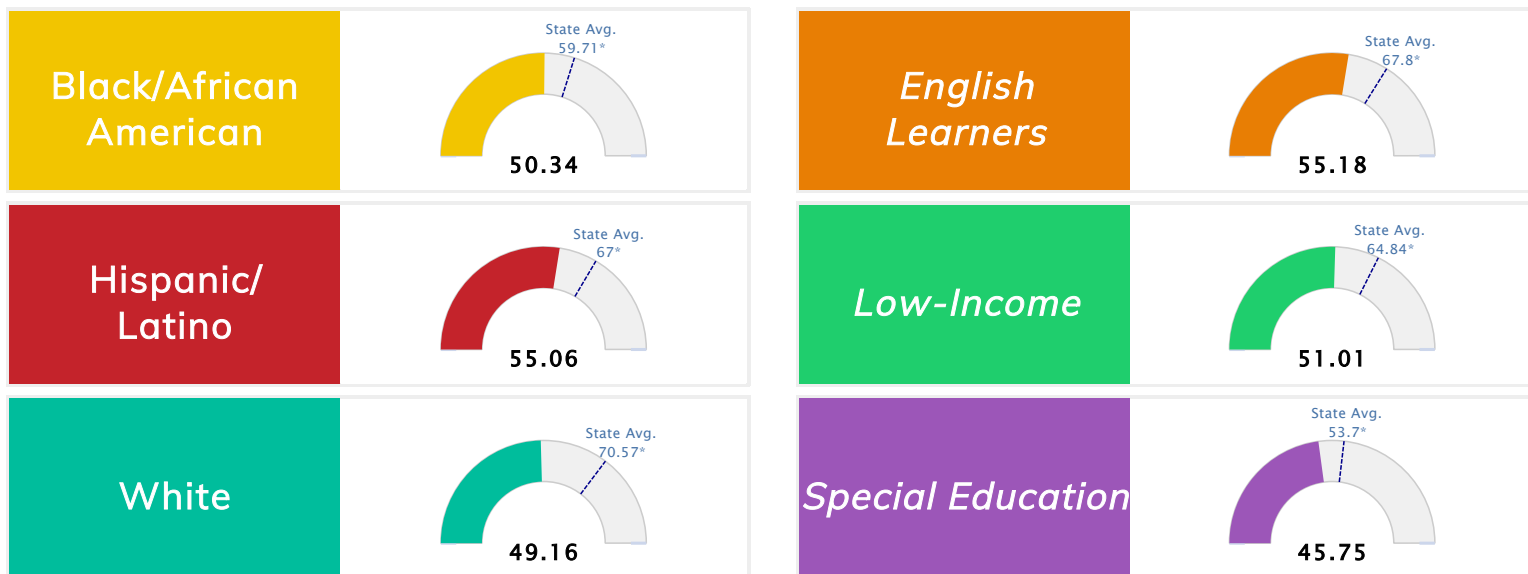 Black/African
American
State Avg.
59.71*
50.34
English
Learners
State Avg.
67.8*
55.18
Hispanic/
Latino
State Avg.
67*
55.06
Low-Income
State Avg.
64.84*
51.01
White
State Avg.
70.57*
49.16
Special Education
State Avg.
53.7*
45.75